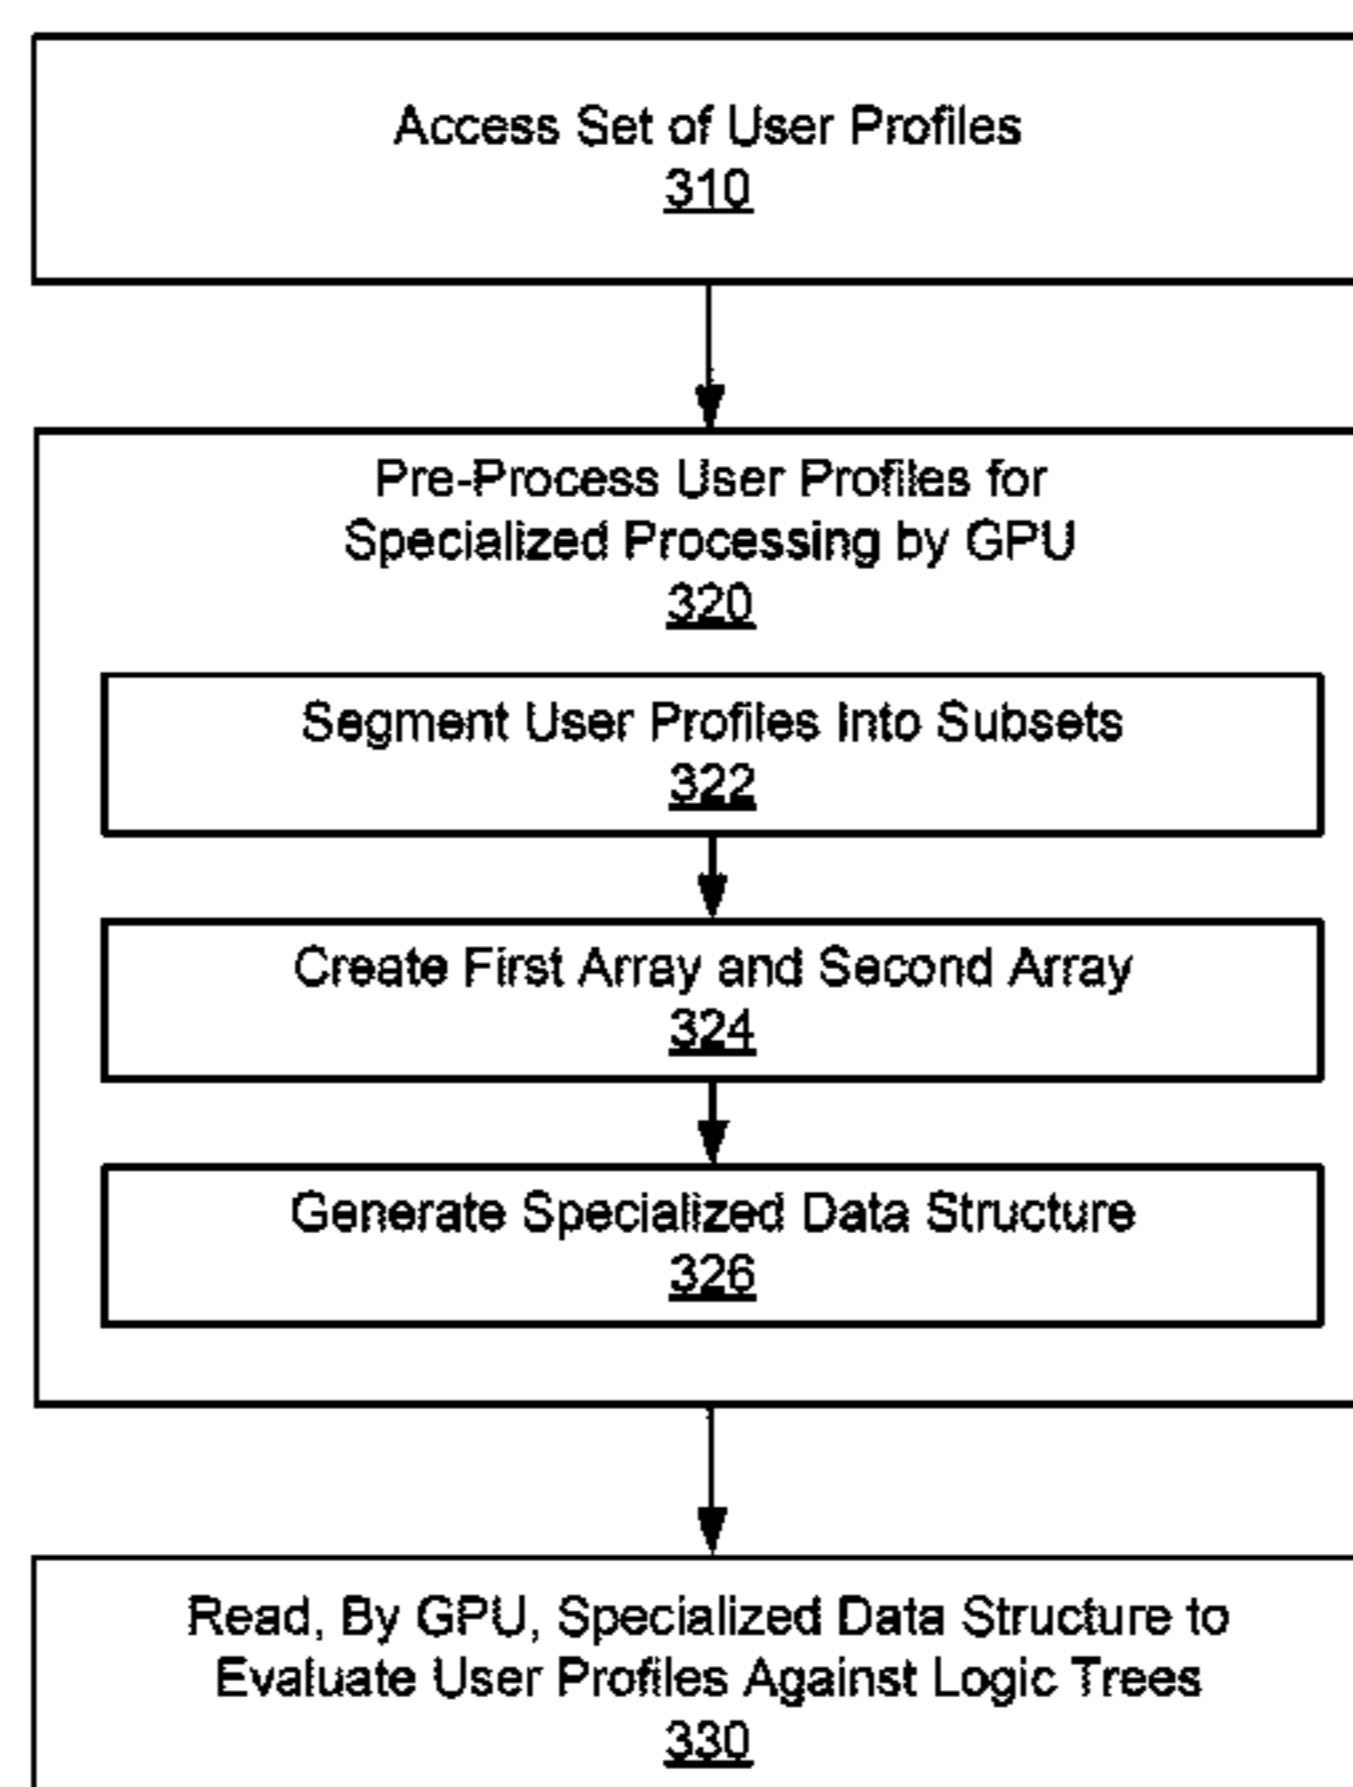 Access Set of User Profiles
310
Pre-Process User Profiles for
Specialized Processing by GPU
320
Segment User Profiles Into Subsets
322
Create First Array and Second Array
324
Generate Specialized Data Structure
326
Read, By GPU, Specialized Data Structure to
Evaluate User Profiles Against Logic Trees
330